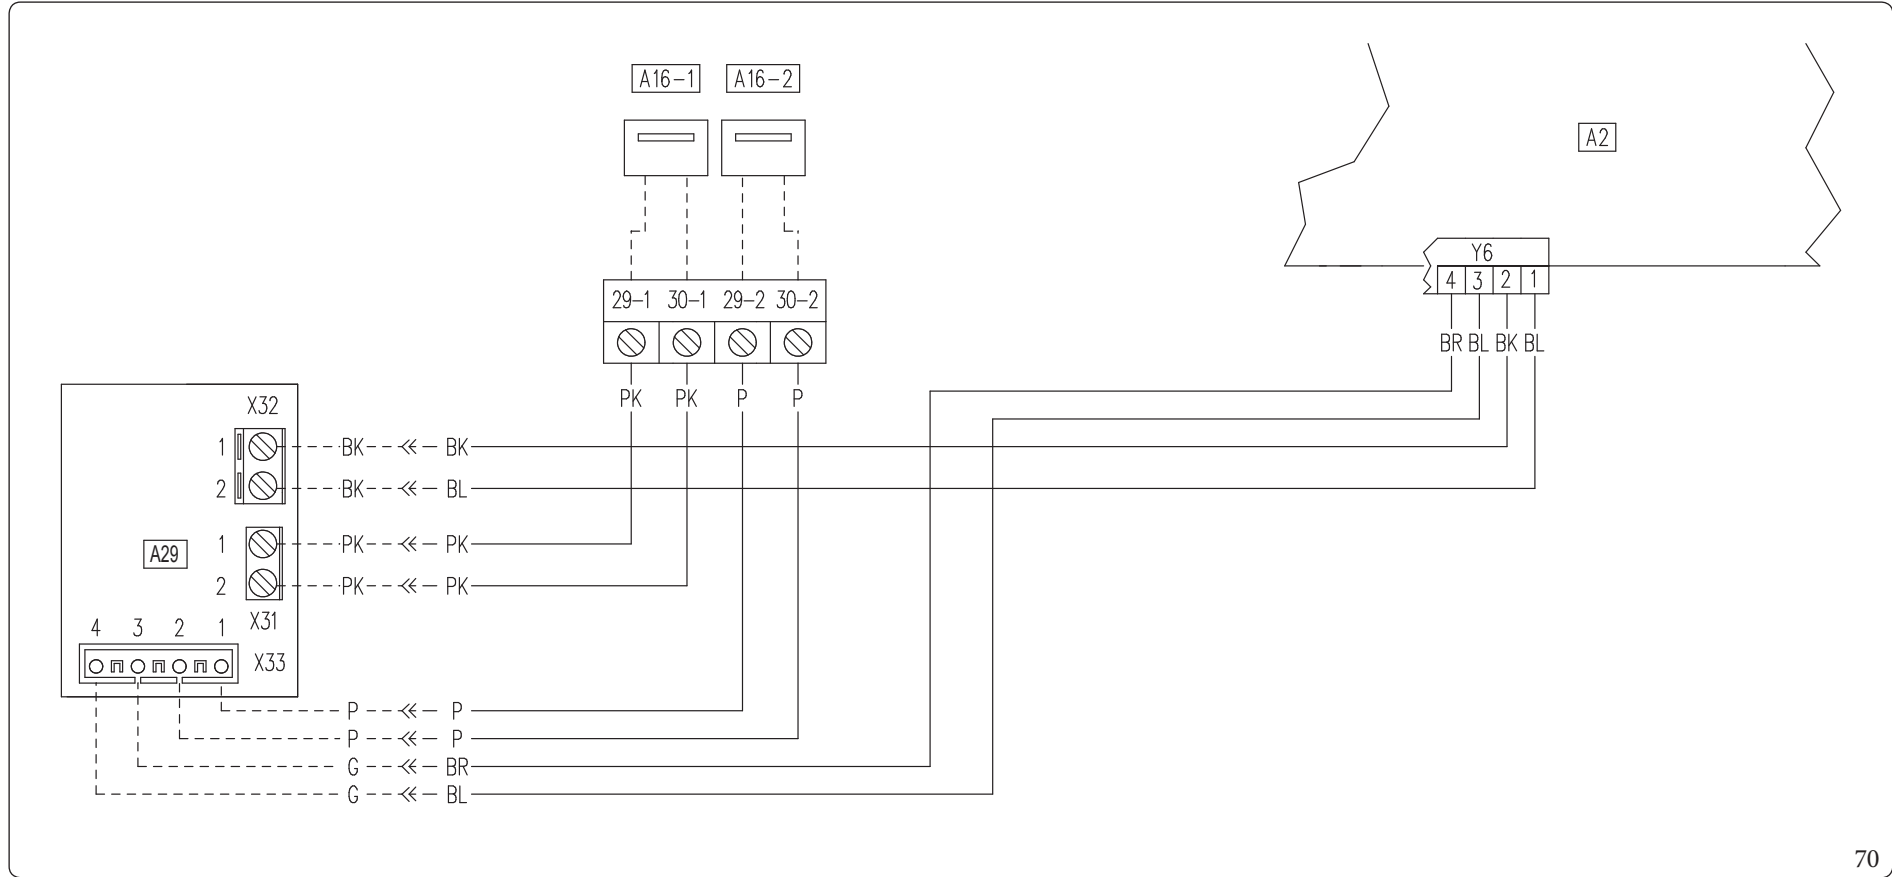 A16-1 A16-2
A2
Y6
4 3 2 1
29-1 30-1 29-2 30-2
BR BL BK BL
PK PK P P
X32
1 BK BK
2 BK BL
1 PK PK
A29
2 PK PK
X31
4 3 2 1
X33
P P
P P
G BR
G BL
70